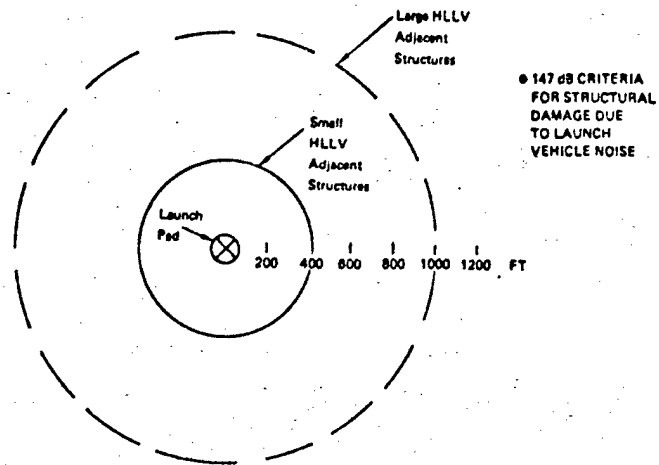 Large HLLV
Adjacent
Structures
● 147 dB CRITERIA
FOR STRUCTURAL
DAMAGE DUE
TO LAUNCH
VEHICLE NOISE
Small
HLLV
Adjacent
Structures
Launch
Pad
200 400 600 800 1000 1200 FT